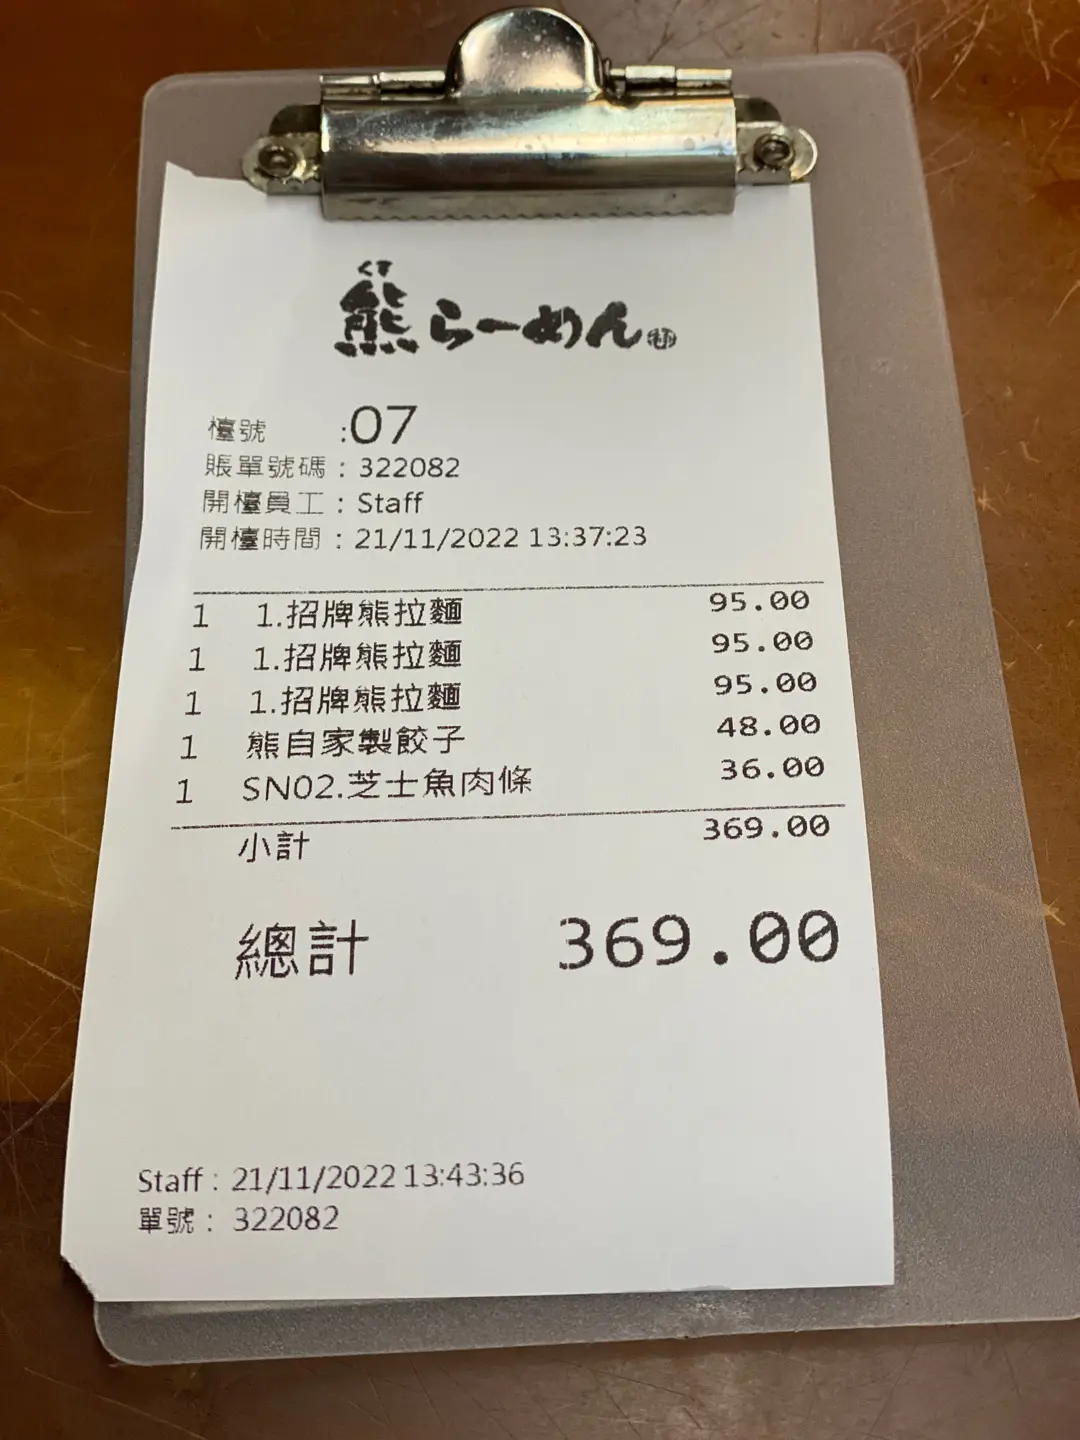 くま
熊らーめん
檯號 :07
賬單號碼 : 322082
開檯員工 : Staff
開檯時間 : 21/11/2022 13:37:23
1 1.招牌熊拉麵 95.00
1 1.招牌熊拉麵 95.00
1 1.招牌熊拉麵 95.00
1 熊自家製餃子 48.00
1 SN02.芝士魚肉條 36.00
小計 369.00
總計 369.00
Staff : 21/11/2022 13:43:36
單號 : 322082